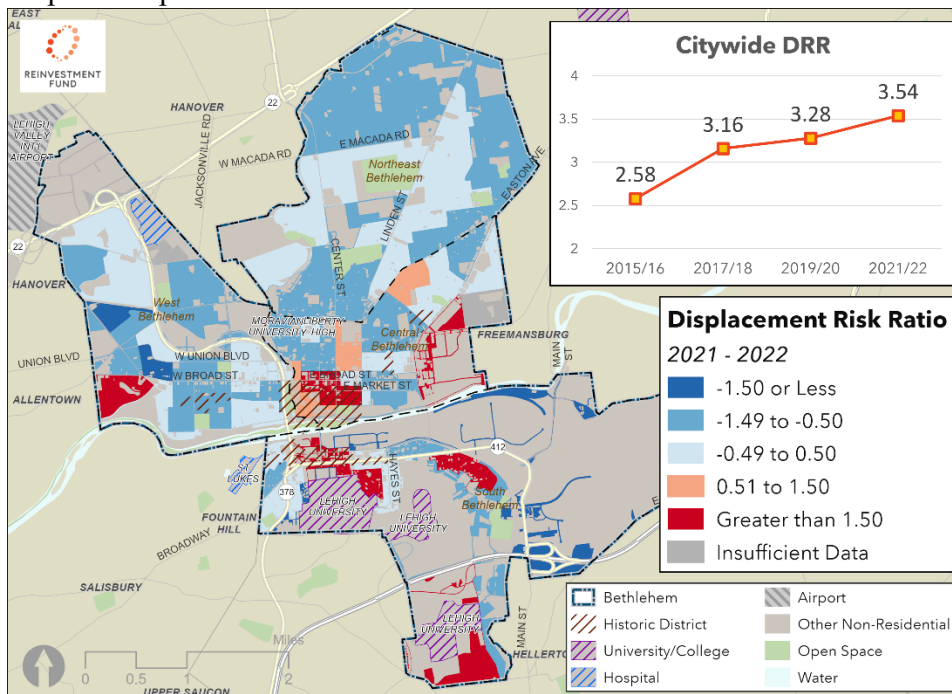 EAST
REINVESTMENT
FUND
HANOVER
22
LEHIGH
VALLEY
INTL
AIRPORT
JACKSONVILLE RD
W MACADA RD
E MACADA RD
Northeast
Bethlehem
EASTON AVE
LINDEN ST
CENTER ST
22
HANOVER
West
Bethlehem
MORAVIAN
LIBERTY
UNIVERSITY
HIGH
Central
Bethlehem
FREEMANSBURG
MAIN
ST
UNION BLVD
W UNION BLVD
W BROAD ST
E BROAD ST
E MARKET ST
ALLENTOWN
412
ST
LUKES
HAYES ST
378
LEHIGH
UNIVERSITY
LEHIGH
UNIVERSITY
South
Bethlehem
FOUNTAIN
HILL
BROADWAY
SALISBURY
LEHIGH
UNIVERSITY
MAIN ST
Miles
0 1 2
UPPER SAUCON
Citywide DRR
4
3.5
3
2.5
2
2.58
3.16
3.28
3.54
2015/16 2017/18 2019/20 2021/22
Displacement Risk Ratio
2021 - 2022
-1.50 or Less
-1.49 to -0.50
-0.49 to 0.50
0.51 to 1.50
Greater than 1.50
Insufficient Data
Bethlehem
Historic District
University/College
Hospital
Airport
Other Non-Residential
Open Space
Water